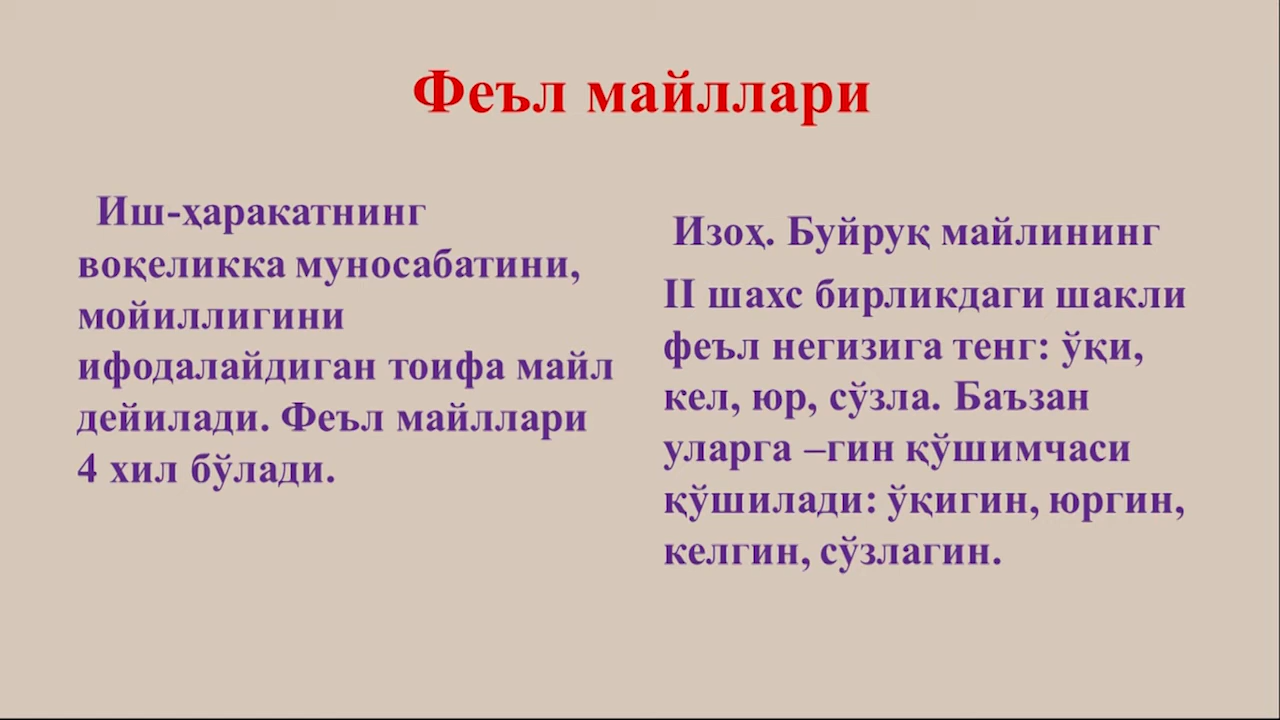 Феъл майллари
Иш-ҳаракатнинг
воқеликка муносабатини,
мойиллигини
ифодалайдиган тоифа майл
дейилади. Феъл майллари
4 хил бўлади.
Изоҳ. Буйруқ майлининг
II шахс бирликдаги шакли
феъл негизига тенг: ўқи,
кел, юр, сўзла. Баъзан
уларга –гин қўшимчаси
қўшилади: ўқигин, юргин,
келгин, сўзлагин.